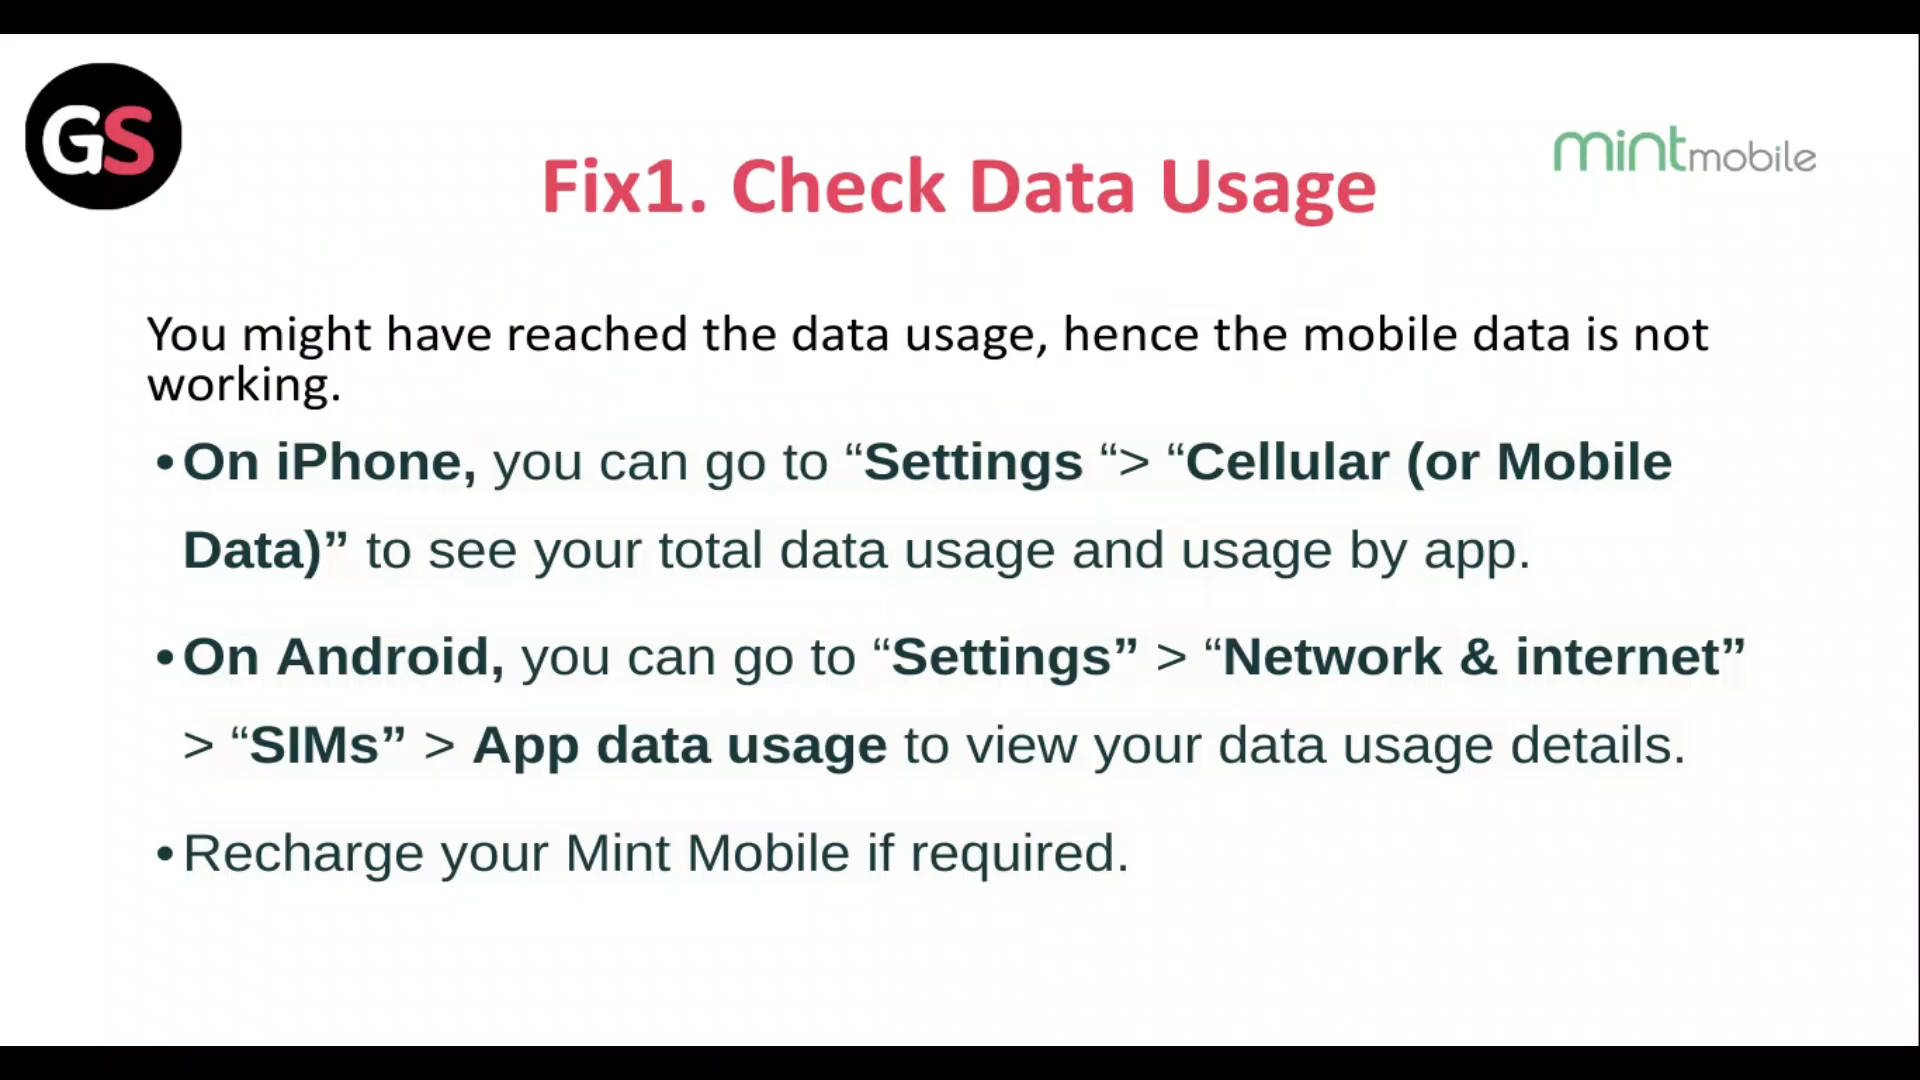 GS
mintmobile
Fix1. Check Data Usage
You might have reached the data usage, hence the mobile data is not
working.
•On iPhone, you can go to “Settings “> “Cellular (or Mobile
Data)” to see your total data usage and usage by app.
•On Android, you can go to “Settings” > “Network & internet”
> “SIMs” > App data usage to view your data usage details.
•Recharge your Mint Mobile if required.